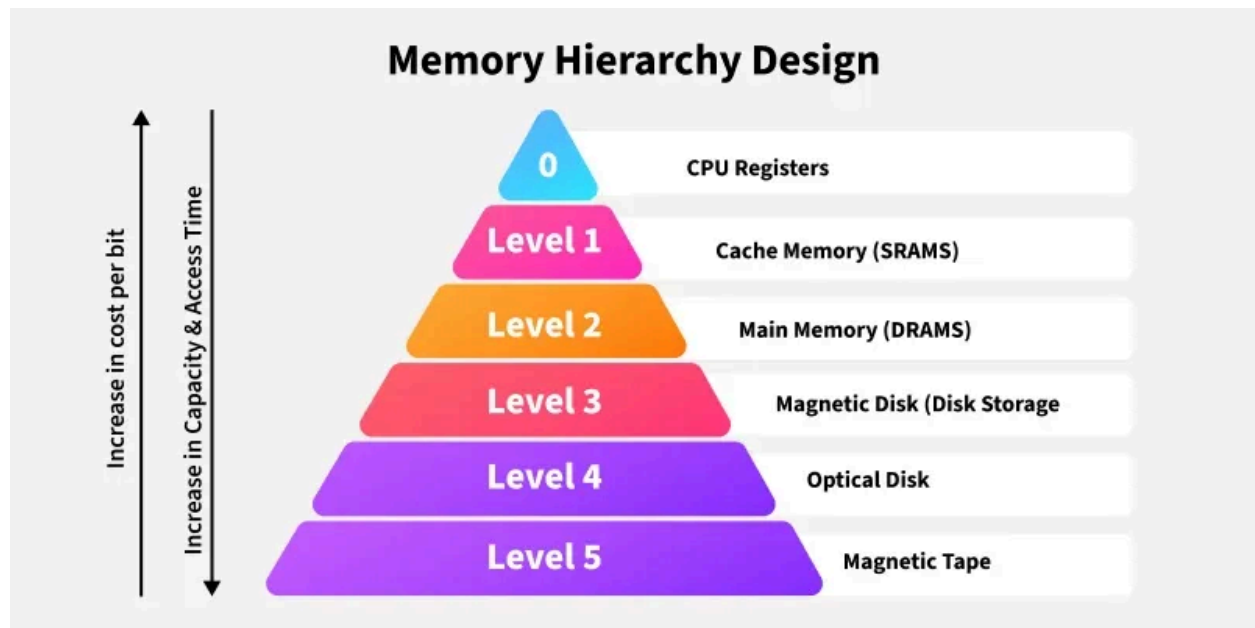 Memory Hierarchy Design
Increase in cost per bit
Increase in Capacity & Access Time
0
CPU Registers
Level 1
Cache Memory (SRAMS)
Level 2
Main Memory (DRAMS)
Level 3
Magnetic Disk (Disk Storage
Level 4
Optical Disk
Level 5
Magnetic Tape